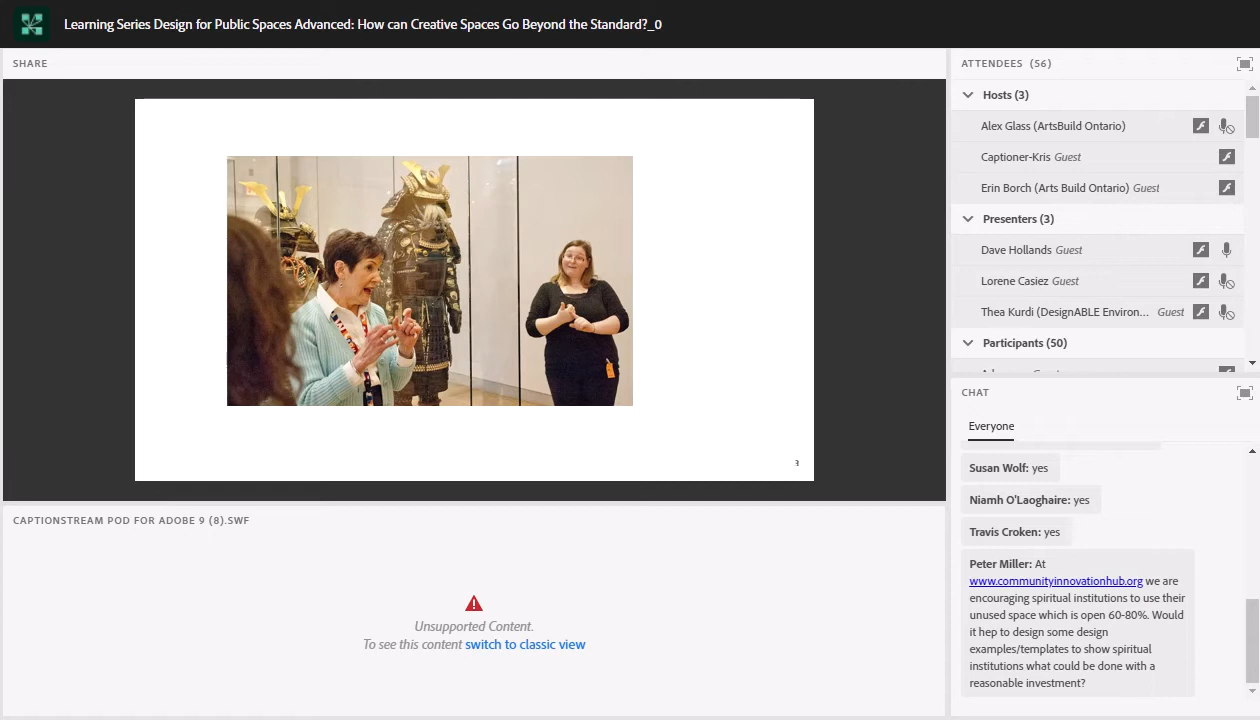 Learning Series Design for Public Spaces Advanced: How can Creative Spaces Go Beyond the Standard?_0
SHARE
3
CAPTIONSTREAM POD FOR ADOBE 9 (8).SWF
Unsupported Content.
To see this content switch to classic view
ATTENDEES (56)
Hosts (3)
Alex Glass (ArtsBuild Ontario)
Captioner-Kris Guest
Erin Borch (Arts Build Ontario) Guest
Presenters (3)
Dave Hollands Guest
Lorene Casiez Guest
Thea Kurdi (DesignABLE Environ... Guest
Participants (50)
CHAT
Everyone
Susan Wolf: yes
Niamh O'Laoghaire: yes
Travis Croken: yes
Peter Miller: At
www.communityinnovationhub.org we are
encouraging spiritual institutions to use their
unused space which is open 60-80%. Would
it hep to design some design
examples/templates to show spiritual
institutions what could be done with a
reasonable investment?